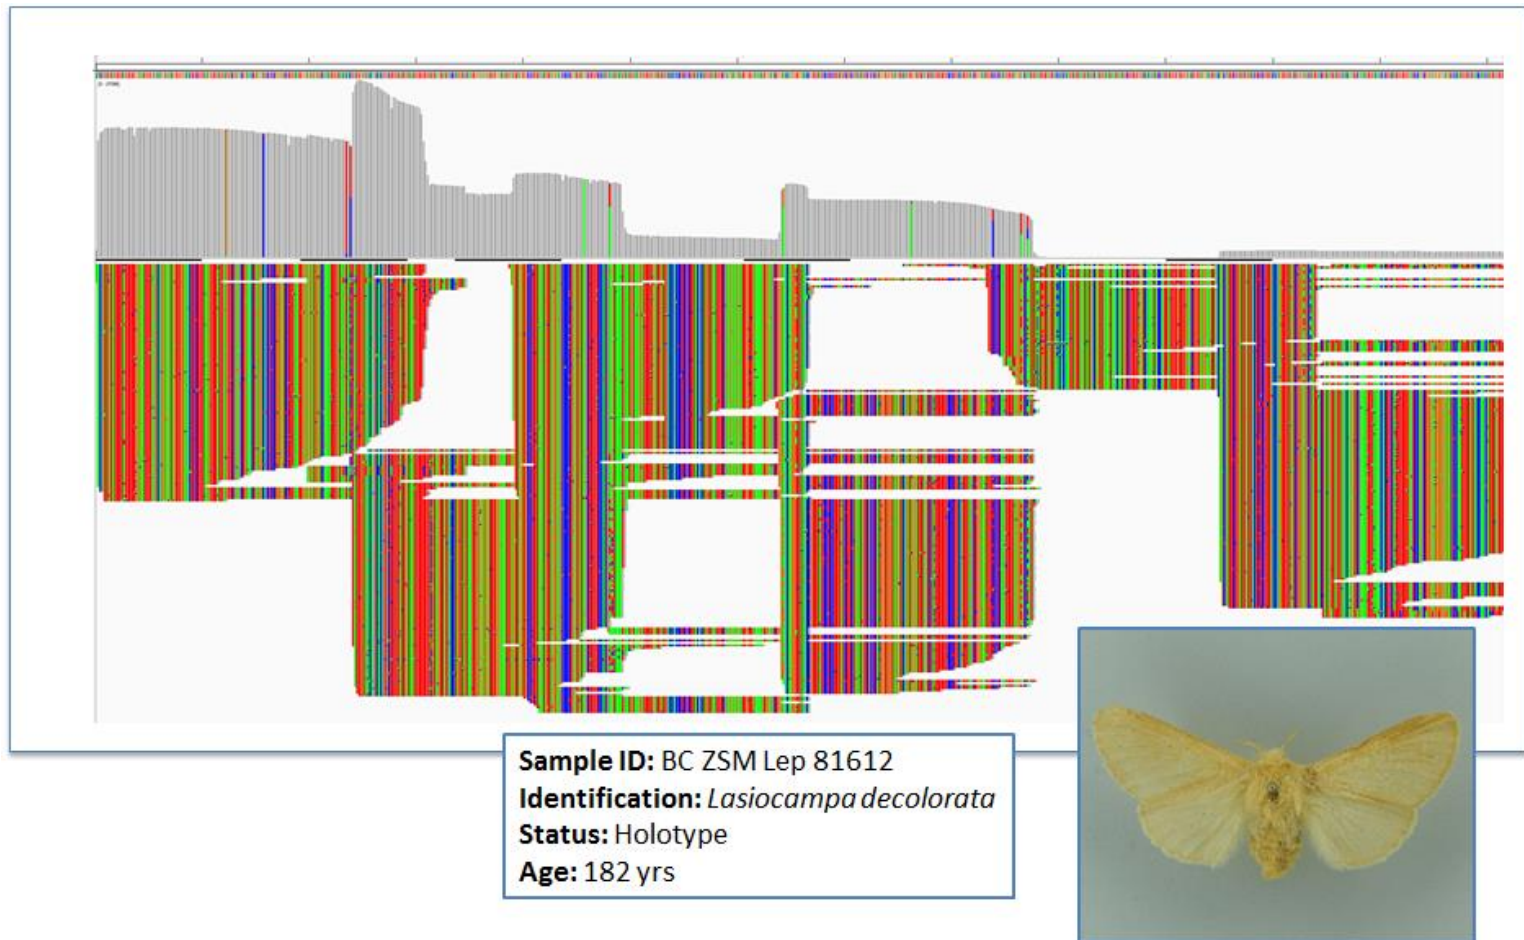 Sample ID: BC ZSM Lep 81612
Identification: Lasiocampa decolorata
Status: Holotype
Age: 182 yrs